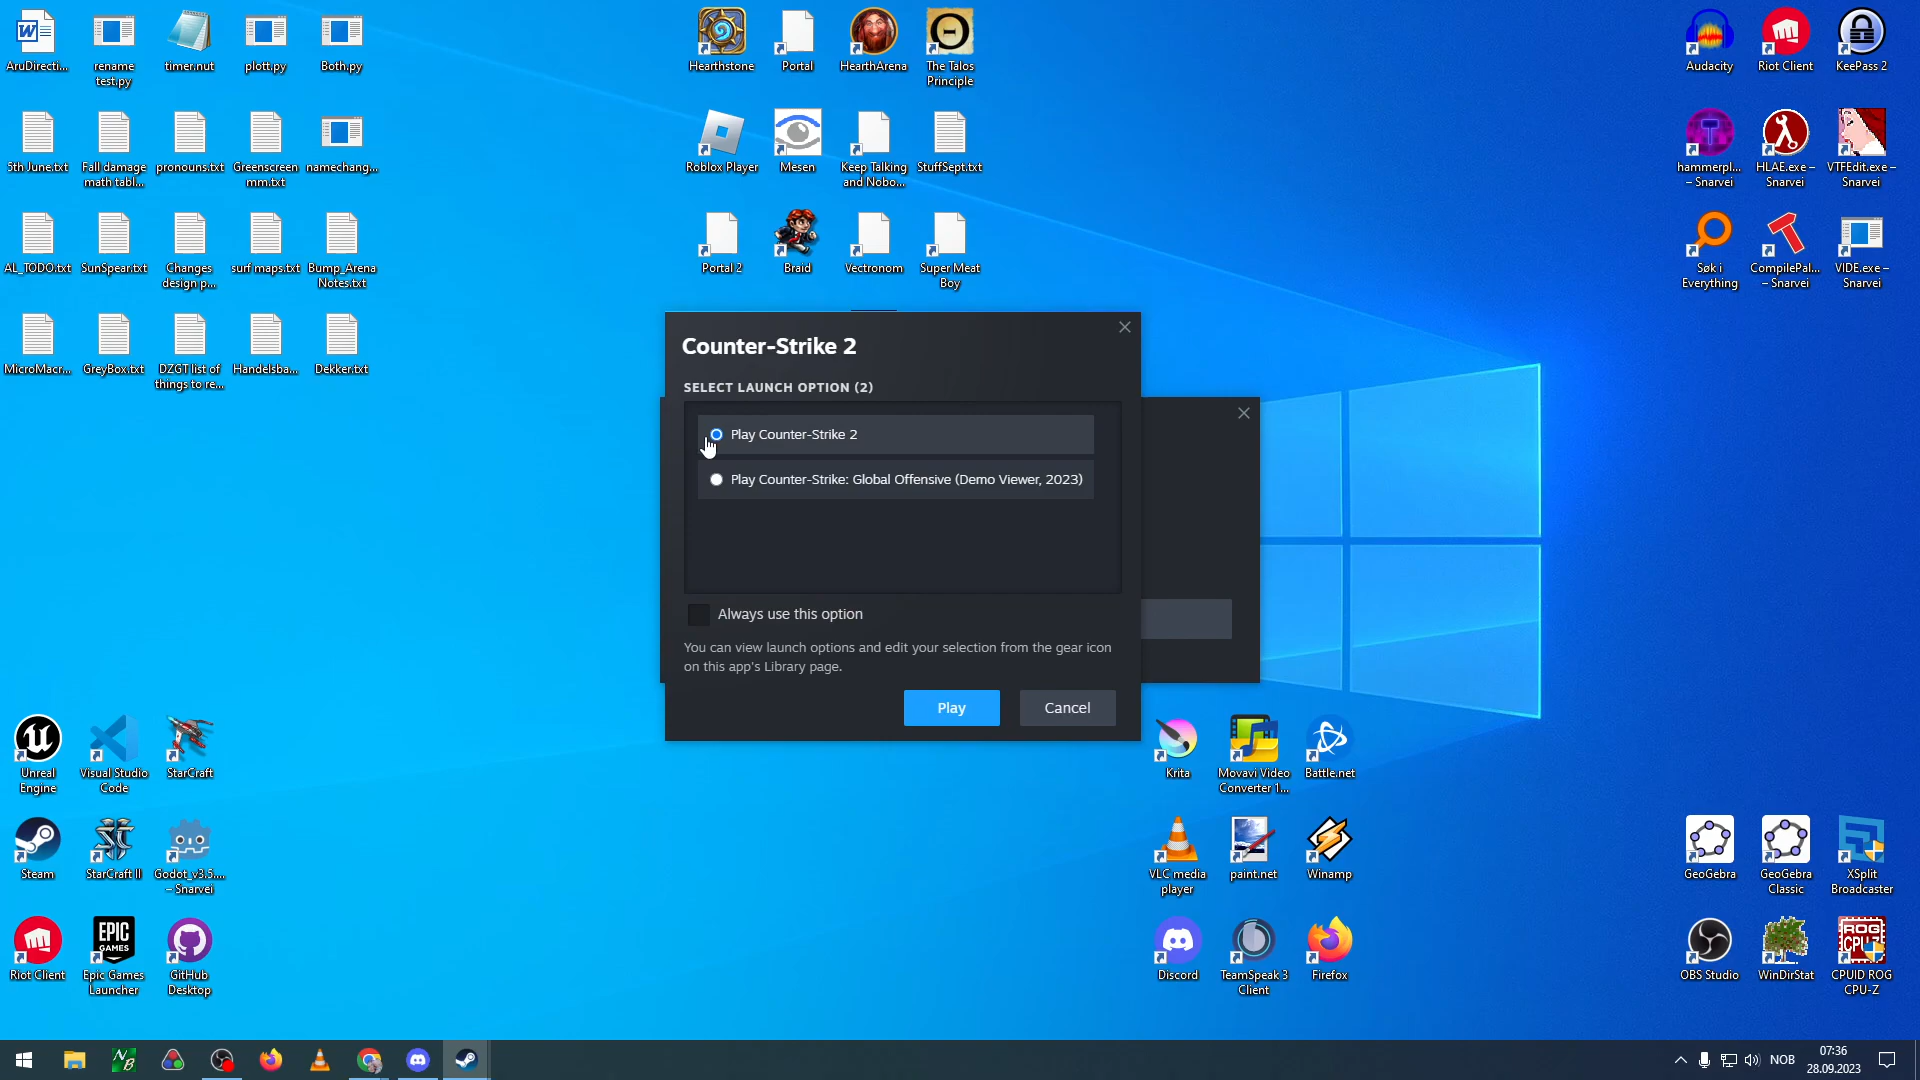 AruDirecti...
rename
test.py
timer.nut
plott.py
Both.py
Hearthstone
Portal
HearthArena
The Talos
Principle
Audacity
Riot Client
KeePass 2
5th June.txt
Fall damage
math tabl...
pronouns.txt
Greenscreen
mm.txt
namechang...
Roblox Player
Mesen
Keep Talking
and Nobo...
StuffSept.txt
hammerpl...
– Snarvei
HLAE.exe –
Snarvei
VTFEdit.exe –
Snarvei
AL_TODO.txt
SunSpear.txt
Changes
design p...
surf maps.txt
Bump_Arena
Notes.txt
Portal 2
Braid
Vectronom
Super Meat
Boy
Søk i
Everything
CompilePal...
– Snarvei
VIDE.exe –
Snarvei
MicroMacr...
GreyBox.txt
DZGT list of
things to re...
Handelsba...
Dekker.txt
Counter-Strike 2
SELECT LAUNCH OPTION (2)
Play Counter-Strike 2
Play Counter-Strike: Global Offensive (Demo Viewer, 2023)
Always use this option
You can view launch options and edit your selection from the gear icon
on this app's Library page.
Play
Cancel
Unreal
Engine
Visual Studio
Code
StarCraft
Krita
Movavi Video
Converter 1...
Battle.net
Steam
StarCraft II
Godot_v3.5....
– Snarvei
VLC media
player
paint.net
Winamp
GeoGebra
GeoGebra
Classic
XSplit
Broadcaster
EPIC
GAMES
ROG
CPU-Z
Riot Client
Epic Games
Launcher
GitHub
Desktop
Discord
TeamSpeak 3
Client
Firefox
OBS Studio
WinDirStat
CPUID ROG
CPU-Z
NOB
07:36
28.09.2023